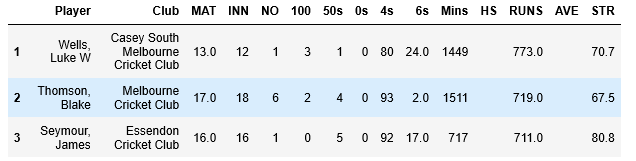 Player Club MAT INN NO 100 50s 0s 4s 6s Mins HS RUNS AVE STR
1 Wells, Luke W Casey South Melbourne Cricket Club 13.0 12 1 3 1 0 80 24.0 1449 773.0 70.7
2 Thomson, Blake Melbourne Cricket Club 17.0 18 6 2 4 0 93 2.0 1511 719.0 67.5
3 Seymour, James Essendon Cricket Club 16.0 16 1 0 5 0 92 17.0 717 711.0 80.8